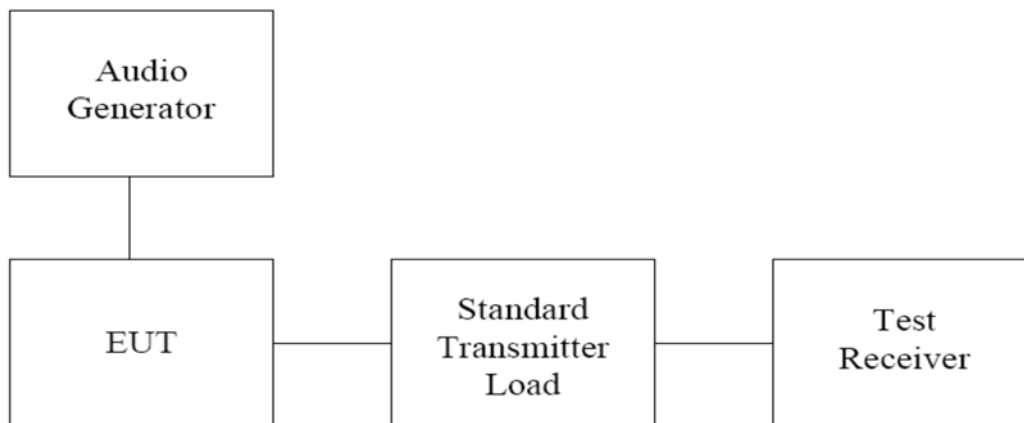 Audio
Generator
EUT
Standard
Transmitter
Load
Test
Receiver